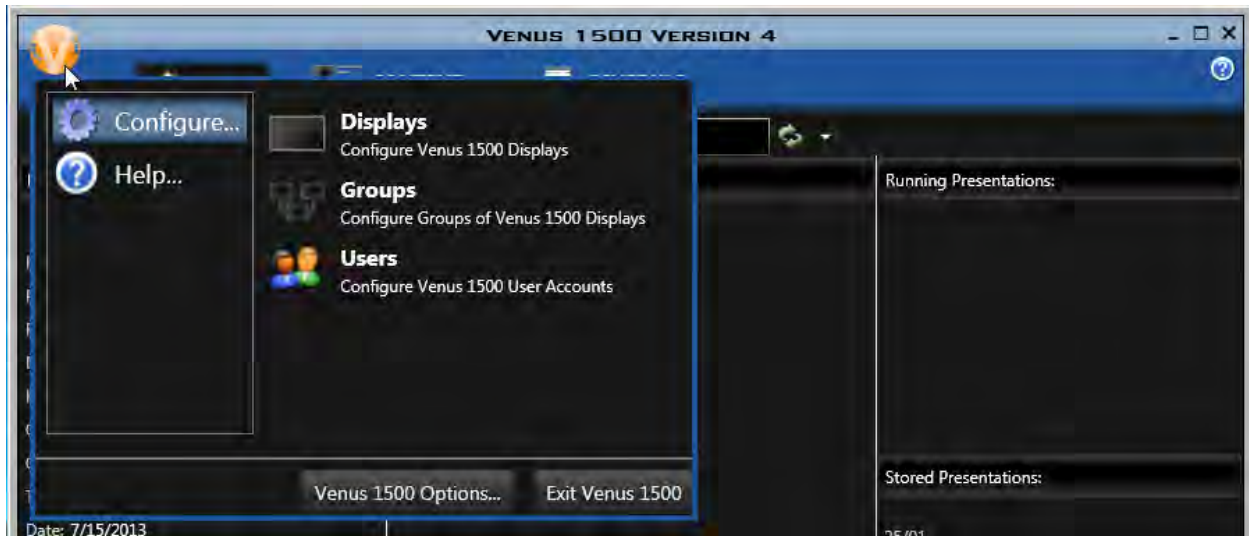 VENUS 1500 VERSION 4
Configure...
Help...
Displays
Configure Venus 1500 Displays
Groups
Configure Groups of Venus 1500 Displays
Users
Configure Venus 1500 User Accounts
Running Presentations:
Stored Presentations:
Venus 1500 Options...
Exit Venus 1500
Date: 7/15/2013